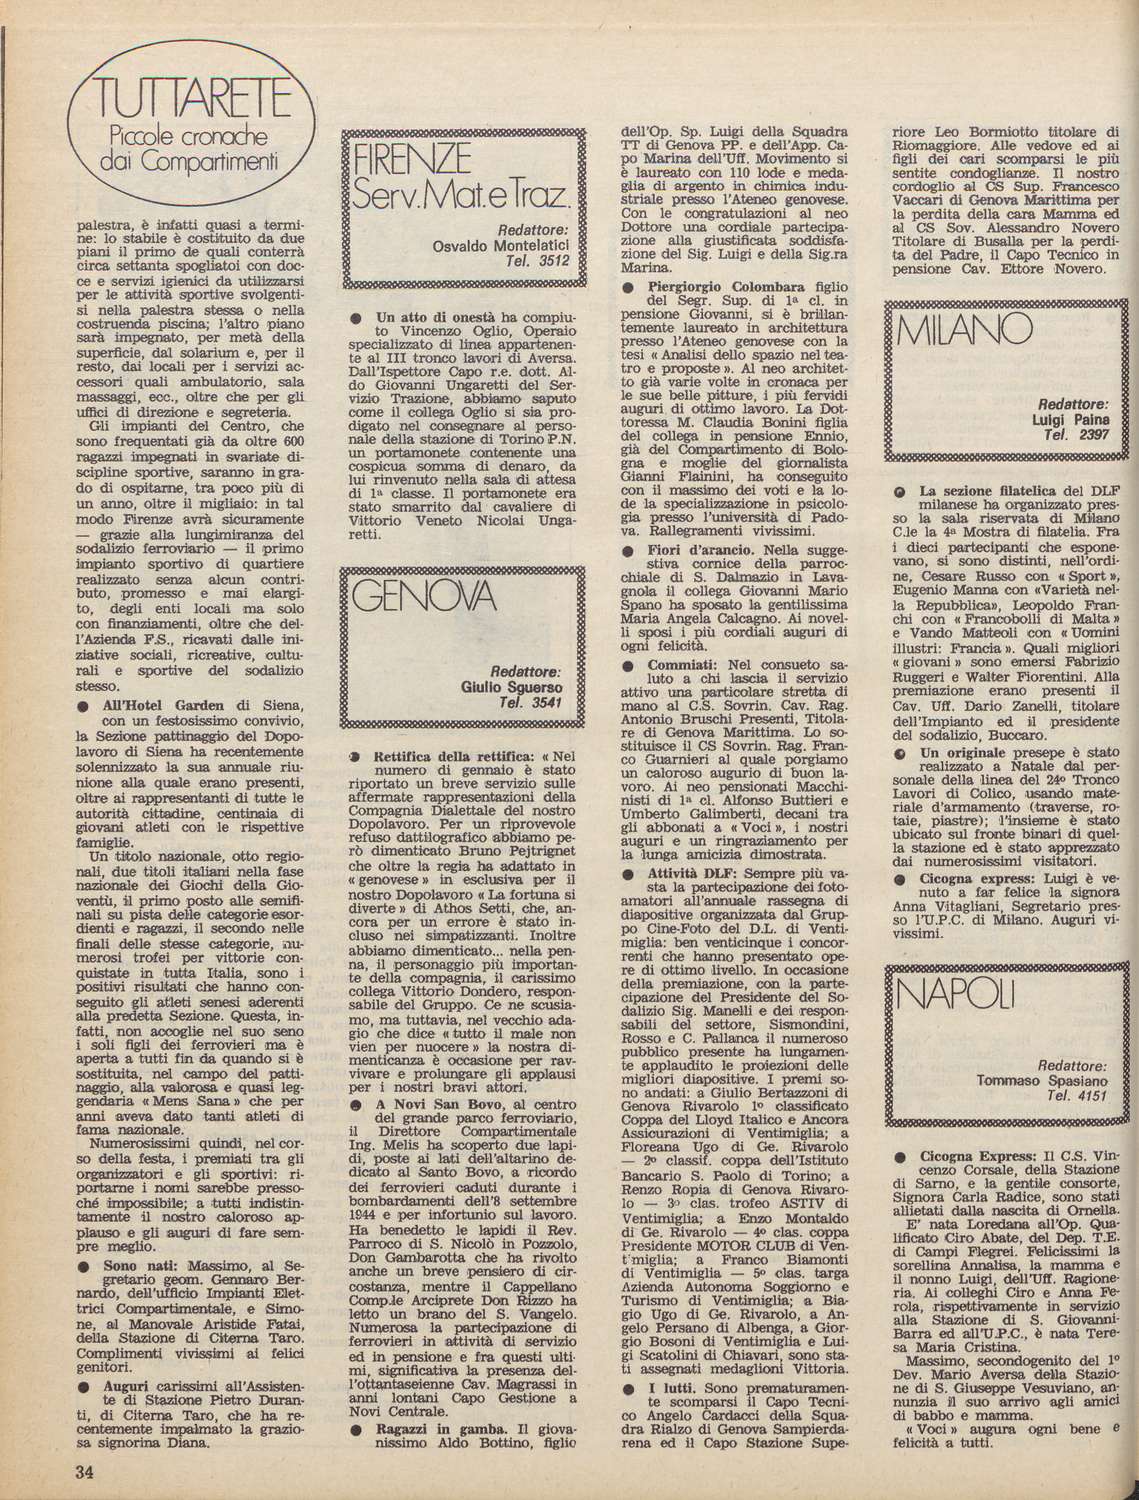 TUTTARETE
Piccole cronache
dai Compartimenti
palestra, è infatti quasi a termi-
ne: lo stabile è costituito da due
piani il primo de quali conterrà
circa settanta spogliatoi con doc-
ce e servizi igienici da utilizzarsi
per le attività sportive svolgenti-
si nella palestra stessa o nella
costruenda piscina; l'altro piano
sarà impegnato, per metà della
superficie, dal solarium e, per il
resto, dai locali per i servizi ac-
cessori quali ambulatorio, sala
massaggi, ecc., oltre che per gli
uffici di direzione e segreteria.
Gli impianti del Centro, che
sono frequentati già da oltre 600
ragazzi impegnati in svariate di-
scipline sportive, saranno in gra-
do di ospitarne, tra poco più di
un anno, oltre il migliaio: in tal
modo Firenze avrà sicuramente
— grazie alla lungimiranza del
sodalizio ferroviario — il primo
impianto sportivo di quartiere
realizzato senza alcun contri-
buto, promesso e mai elargi-
to, degli enti locali ma solo
con finanziamenti, oltre che del-
l'Azienda F.S., ricavati dalle ini-
ziative sociali, ricreative, cultu-
rali e sportive del sodalizio
stesso.
● All'Hotel Garden di Siena,
con un festosissimo convivio,
la Sezione pattinaggio del Dopo-
lavoro di Siena ha recentemente
solennizzato la sua annuale riu-
nione alla quale erano presenti,
oltre ai rappresentanti di tutte le
autorità cittadine, centinaia di
giovani atleti con le rispettive
famiglie.
Un titolo nazionale, otto regio-
nali, due titoli italiani nella fase
nazionale dei Giochi della Gio-
ventù, il primo posto alle semifi-
nali su pista delle categorie esor-
dienti e ragazzi, il secondo nelle
finali delle stesse categorie, nu-
merosi trofei per vittorie con-
quistate in tutta Italia, sono i
positivi risultati che hanno con-
seguito gli atleti senesi aderenti
alla predetta Sezione. Questa, in-
fatti, non accoglie nel suo seno
i soli figli dei ferrovieri ma è
aperta a tutti fin da quando si è
sostituita, nel campo del patti-
naggio, alla valorosa e quasi leg-
gendaria « Mens Sana » che per
anni aveva dato tanti atleti di
fama nazionale.
Numerosissimi quindi, nel cor-
so della festa, i premiati tra gli
organizzatori e gli sportivi: ri-
portarne i nomi sarebbe presso-
ché impossibile; a tutti indistin-
tamente il nostro caloroso ap-
plauso e gli auguri di fare sem-
pre meglio.
● Sono nati: Massimo, al Se-
gretario geom. Gennaro Ber-
nardo, dell'ufficio Impianti Elet-
trici Compartimentale, e Simo-
ne, al Manovale Aristide Fatai,
della Stazione di Citerna Taro.
Complimenti vivissimi ai felici
genitori.
● Auguri carissimi all'Assisten-
te di Stazione Pietro Duran-
ti, di Citerna Taro, che ha re-
centemente impalmato la grazio-
sa signorina Diana.
34
FIRENZE
Serv. Mat. e Traz.
Redattore:
Osvaldo Montelatici
Tel. 3512
● Un atto di onestà ha compiu-
to Vincenzo Oglio, Operaio
specializzato di linea appartenen-
te al III tronco lavori di Aversa.
Dall'Ispettore Capo r.e. dott. Al-
do Giovanni Ungaretti del Ser-
vizio Trazione, abbiamo saputo
come il collega Oglio si sia pro-
digato nel consegnare al perso-
nale della stazione di Torino P.N.
un portamonete contenente una
cospicua somma di denaro, da
lui rinvenuto nella sala di attesa
di 1ª classe. Il portamonete era
stato smarrito dal cavaliere di
Vittorio Veneto Nicolai Unga-
retti.
GENOVA
Redattore:
Giulio Sguerso
Tel. 3541
● Rettifica della rettifica: « Nel
numero di gennaio è stato
riportato un breve servizio sulle
affermate rappresentazioni della
Compagnia Dialettale del nostro
Dopolavoro. Per un riprovevole
refuso dattilografico abbiamo pe-
rò dimenticato Bruno Pejtrignet
che oltre la regia ha adattato in
« genovese » in esclusiva per il
nostro Dopolavoro « La fortuna si
diverte » di Athos Setti, che, an-
cora per un errore è stato in-
cluso nei simpatizzanti. Inoltre
abbiamo dimenticato... nella pen-
na, il personaggio più importan-
te della compagnia, il carissimo
collega Vittorio Dondero, respon-
sabile del Gruppo. Ce ne scusia-
mo, ma tuttavia, nel vecchio ada-
gio che dice « tutto il male non
vien per nuocere » la nostra di-
menticanza è occasione per rav-
vivare e prolungare gli applausi
per i nostri bravi attori.
● A Novi San Bovo, al centro
del grande parco ferroviario,
il Direttore Compartimentale
Ing. Melis ha scoperto due lapi-
di, poste ai lati dell'altarino de-
dicato al Santo Bovo, a ricordo
dei ferrovieri caduti durante i
bombardamenti dell'8 settembre
1944 e per infortunio sul lavoro.
Ha benedetto le lapidi il Rev.
Parroco di S. Nicolò in Pozzolo,
Don Gambarotta che ha rivolto
anche un breve pensiero di cir-
costanza, mentre il Cappellano
Comp.le Arciprete Don Rizzo ha
letto un brano del S. Vangelo.
Numerosa la partecipazione di
ferrovieri in attività di servizio
ed in pensione e fra questi ulti-
mi, significativa la presenza del-
l'ottantaseienne Cav. Magrassi in
anni lontani Capo Gestione a
Novi Centrale.
● Ragazzi in gamba. Il giova-
nissimo Aldo Bottino, figlio
dell'Op. Sp. Luigi della Squadra
TT di Genova PP. e dell'App. Ca-
po Marina dell'Uff. Movimento si
è laureato con 110 lode e meda-
glia di argento in chimica indu-
striale presso l'Ateneo genovese.
Con le congratulazioni al neo
Dottore una cordiale partecipa-
zione alla giustificata soddisfa-
zione del Sig. Luigi e della Sig.ra
Marina.
● Piergiorgio Colombara figlio
del Segr. Sup. di 1ª cl. in
pensione Giovanni, si è brillan-
temente laureato in architettura
presso l'Ateneo genovese con la
tesi « Analisi dello spazio nel tea-
tro e proposte ». Al neo architet-
to già varie volte in cronaca per
le sue belle pitture, i più fervidi
auguri di ottimo lavoro. La Dot-
toressa M. Claudia Bonini figlia
del collega in pensione Ennio,
già del Compartimento di Bolo-
gna e moglie del giornalista
Gianni Flainini, ha conseguito
con il massimo dei voti e la lo-
de la specializzazione in psicolo-
gia presso l'università di Pado-
va. Rallegramenti vivissimi.
● Fiori d'arancio. Nella sugge-
stiva cornice della parroc-
chiale di S. Dalmazio in Lava-
gnola il collega Giovanni Mario
Spano ha sposato la gentilissima
Maria Angela Calcagno. Ai novel-
li sposi i più cordiali auguri di
ogni felicità.
● Commiati: Nel consueto sa-
luto a chi lascia il servizio
attivo una particolare stretta di
mano al C.S. Sovrin. Cav. Rag.
Antonio Bruschi Presenti, Titola-
re di Genova Marittima. Lo so-
stituisce il CS Sovrin. Rag. Fran-
co Guarnieri al quale porgiamo
un caloroso augurio di buon la-
voro. Ai neo pensionati Macchi-
nisti di 1ª cl. Alfonso Buttieri e
Umberto Galimberti, decani tra
gli abbonati a « Voci », i nostri
auguri e un ringraziamento per
la lunga amicizia dimostrata.
● Attività DLF: Sempre più va-
sta la partecipazione dei foto-
amatori all'annuale rassegna di
diapositive organizzata dal Grup-
po Cine-Foto del D.L. di Venti-
miglia: ben venticinque i concor-
renti che hanno presentato ope-
re di ottimo livello. In occasione
della premiazione, con la parte-
cipazione del Presidente del So-
dalizio Sig. Manelli e dei respon-
sabili del settore, Sismondini,
Rosso e C. Pallanca il numeroso
pubblico presente ha lungamen-
te applaudito le proiezioni delle
migliori diapositive. I premi so-
no andati: a Giulio Bertazzoni di
Genova Rivarolo 1º classificato
Coppa del Lloyd Italico e Ancora
Assicurazioni di Ventimiglia; a
Floreana Ugo di Ge. Rivarolo
— 2º classif. coppa dell'Istituto
Bancario S. Paolo di Torino; a
Renzo Ropia di Genova Rivaro-
lo — 3º clas. trofeo ASTIV di
Ventimiglia; a Enzo Montaldo
di Ge. Rivarolo — 4º clas. coppa
Presidente MOTOR CLUB di Ven-
timiglia; a Franco Biamonti
di Ventimiglia — 5º clas. targa
Azienda Autonoma Soggiorno e
Turismo di Ventimiglia; a Bia-
gio Ugo di Ge. Rivarolo, a An-
gelo Persano di Albenga, a Gior-
gio Bosoni di Ventimiglia e Lui-
gi Scatolini di Chiavari, sono sta-
ti assegnati medaglioni Vittoria.
● I lutti. Sono prematuramen-
te scomparsi il Capo Tecni-
co Angelo Cardacci della Squa-
dra Rialzo di Genova Sampierda-
rena ed il Capo Stazione Supe-
riore Leo Bormiotto titolare di
Riomaggiore. Alle vedove ed ai
figli dei cari scomparsi le più
sentite condoglianze. Il nostro
cordoglio al CS Sup. Francesco
Vaccari di Genova Marittima per
la perdita della cara Mamma ed
al CS Sov. Alessandro Novero
Titolare di Busalla per la perdi-
ta del Padre, il Capo Tecnico in
pensione Cav. Ettore Novero.
MILANO
Redattore:
Luigi Paina
Tel. 2397
● La sezione filatelica del DLF
milanese ha organizzato pres-
so la sala riservata di Milano
C.le la 4ª Mostra di filatelia. Fra
i dieci partecipanti che espone-
vano, si sono distinti, nell'ordi-
ne, Cesare Russo con « Sport »,
Eugenio Manna con «Varietà nel-
la Repubblica», Leopoldo Fran-
chi con « Francobolli di Malta »
e Vando Matteoli con « Uomini
illustri: Francia ». Quali migliori
« giovani » sono emersi Fabrizio
Ruggeri e Walter Fiorentini. Alla
premiazione erano presenti il
Cav. Uff. Dario Zanelli, titolare
dell'Impianto ed il presidente
del sodalizio, Buccaro.
● Un originale presepe è stato
realizzato a Natale dal per-
sonale della linea del 24º Tronco
Lavori di Colico, usando mate-
riale d'armamento (traverse, ro-
taie, piastre); l'insieme è stato
ubicato sul fronte binari di quel-
la stazione ed è stato apprezzato
dai numerosissimi visitatori.
● Cicogna express: Luigi è ve-
nuto a far felice la signora
Anna Vitagliani, Segretario pres-
so l'U.P.C. di Milano. Auguri vi-
vissimi.
NAPOLI
Redattore:
Tommaso Spasiano
Tel. 4151
● Cicogna Express: Il C.S. Vin-
cenzo Corsale, della Stazione
di Sarno, e la gentile consorte,
Signora Carla Radice, sono stati
allietati dalla nascita di Ornella.
E' nata Loredana all'Op. Qua-
lificato Ciro Abate, del Dep. T.E.
di Campi Flegrei. Felicissimi la
sorellina Annalisa, la mamma e
il nonno Luigi, dell'Uff. Ragione-
ria. Ai colleghi Ciro e Anna Fe-
rola, rispettivamente in servizio
alla Stazione di S. Giovanni-
Barra ed all'U.P.C., è nata Tere-
sa Maria Cristina.
Massimo, secondogenito del 1º
Dev. Mario Aversa della Stazio-
ne di S. Giuseppe Vesuviano, an-
nunzia il suo arrivo agli amici
di babbo e mamma.
« Voci » augura ogni bene e
felicità a tutti.